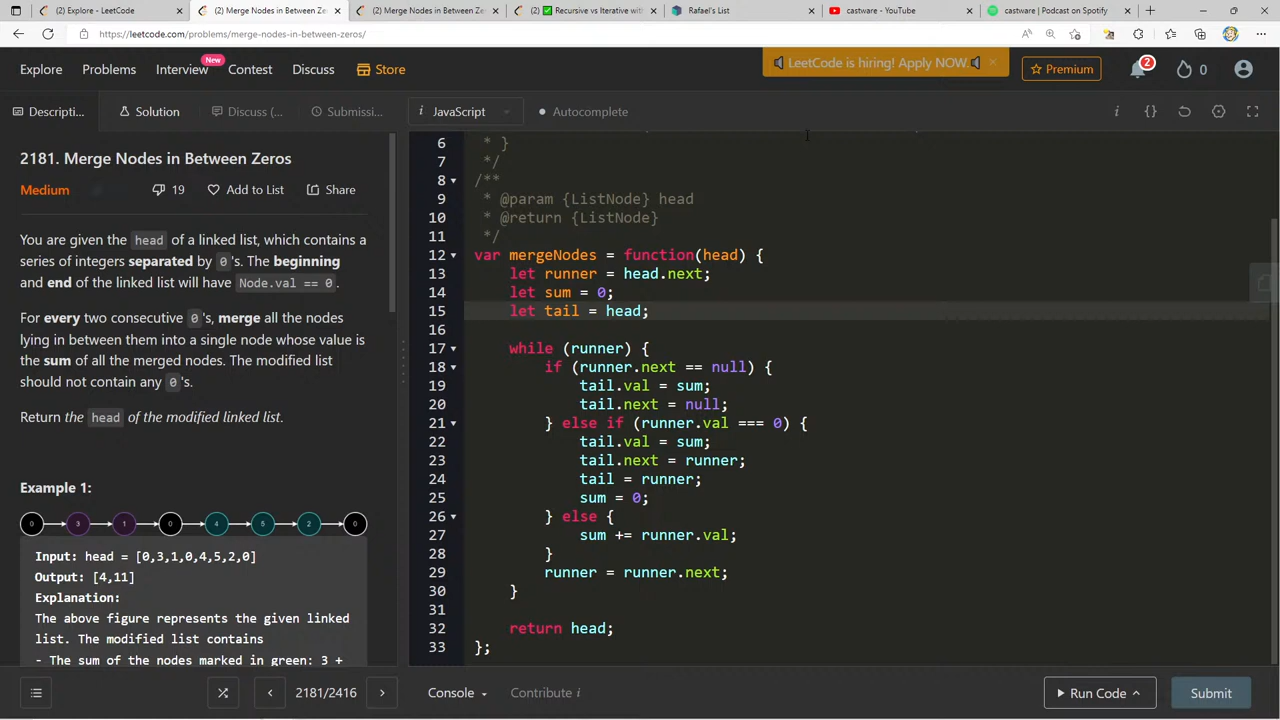 (2) Explore - LeetCode
(2) Merge Nodes in Between Ze
(2) Merge Nodes in Between Ze
(2) ✅ Recursive vs Iterative with
Rafael's List
castware - YouTube
castware | Podcast on Spotify
https://leetcode.com/problems/merge-nodes-in-between-zeros/
Explore
Problems
Interview
New
Contest
Discuss
Store
LeetCode is hiring! Apply NOW.
Premium
2
0
Descripti...
Solution
Discuss (...
Submissi...
i JavaScript
Autocomplete
2181. Merge Nodes in Between Zeros
Medium
19
Add to List
Share
You are given the head of a linked list, which contains a
series of integers separated by 0's. The beginning
and end of the linked list will have Node.val == 0.
For every two consecutive 0's, merge all the nodes
lying in between them into a single node whose value is
the sum of all the merged nodes. The modified list
should not contain any 0's.
Return the head of the modified linked list.
Example 1:
0 3 1 0 4 5 2 0
Input: head = [0,3,1,0,4,5,2,0]
Output: [4,11]
Explanation:
The above figure represents the given linked
list. The modified list contains
- The sum of the nodes marked in green: 3 +
6 * }
7 */
8 /**
9 * @param {ListNode} head
10 * @return {ListNode}
11 */
12 var mergeNodes = function(head) {
13 let runner = head.next;
14 let sum = 0;
15 let tail = head;
16
17 while (runner) {
18 if (runner.next == null) {
19 tail.val = sum;
20 tail.next = null;
21 } else if (runner.val === 0) {
22 tail.val = sum;
23 tail.next = runner;
24 tail = runner;
25 sum = 0;
26 } else {
27 sum += runner.val;
28 }
29 runner = runner.next;
30 }
31
32 return head;
33 };
2181/2416
Console
Contribute i
Run Code
Submit